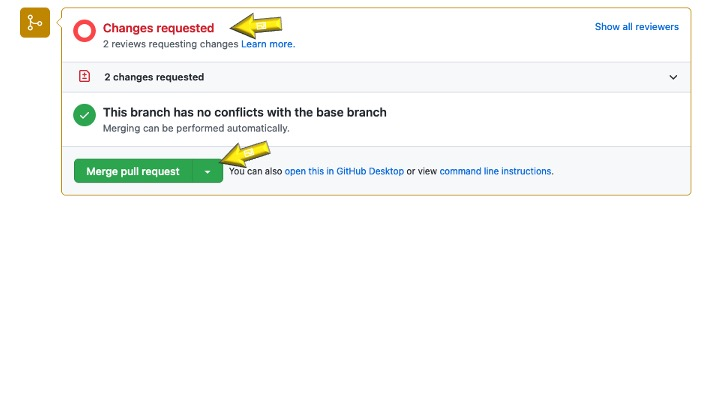 Changes requested
Show all reviewers
2 reviews requesting changes Learn more.
2 changes requested
This branch has no conflicts with the base branch
Merging can be performed automatically.
Merge pull request
You can also open this in GitHub Desktop or view command line instructions.